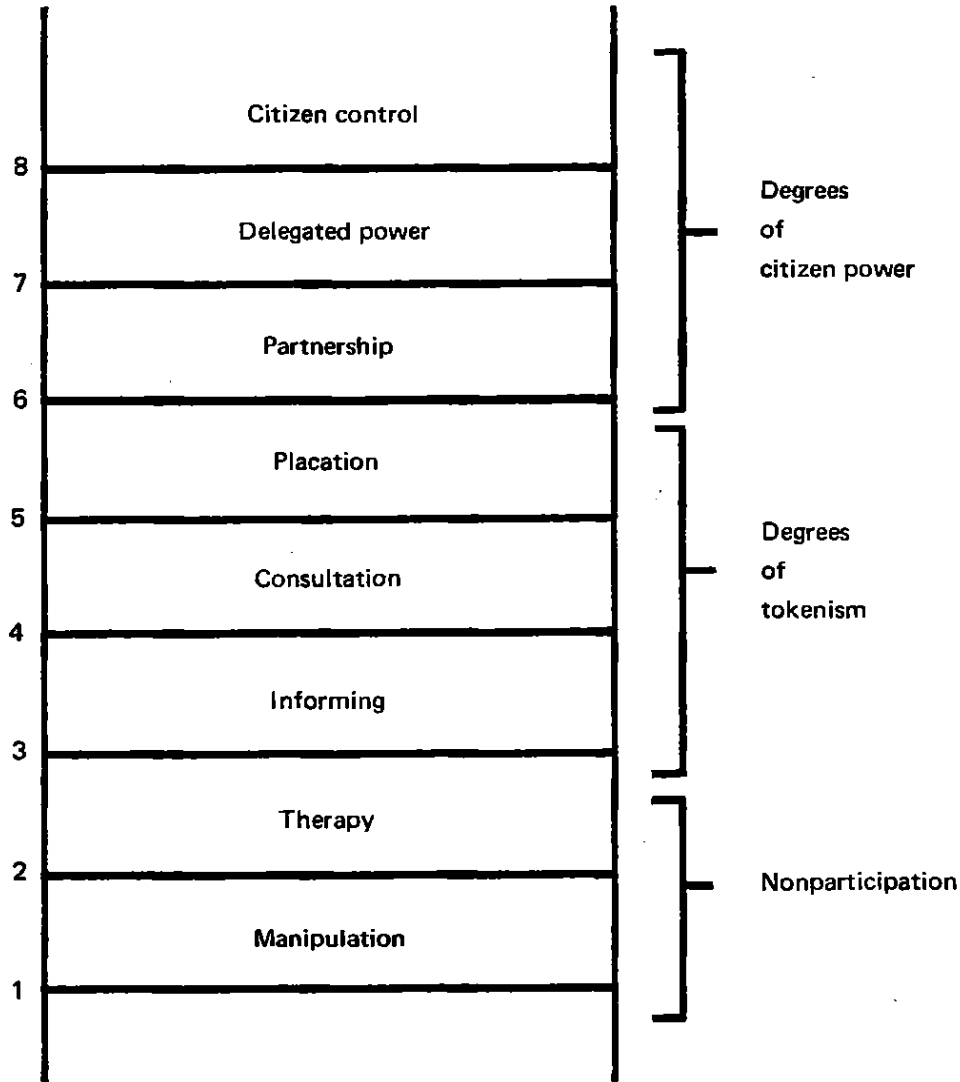 Citizen control
8
Delegated power
7
Partnership
6
Placation
5
Consultation
4
Informing
3
Therapy
2
Manipulation
1
Degrees
of
citizen power
Degrees
of
tokenism
Nonparticipation